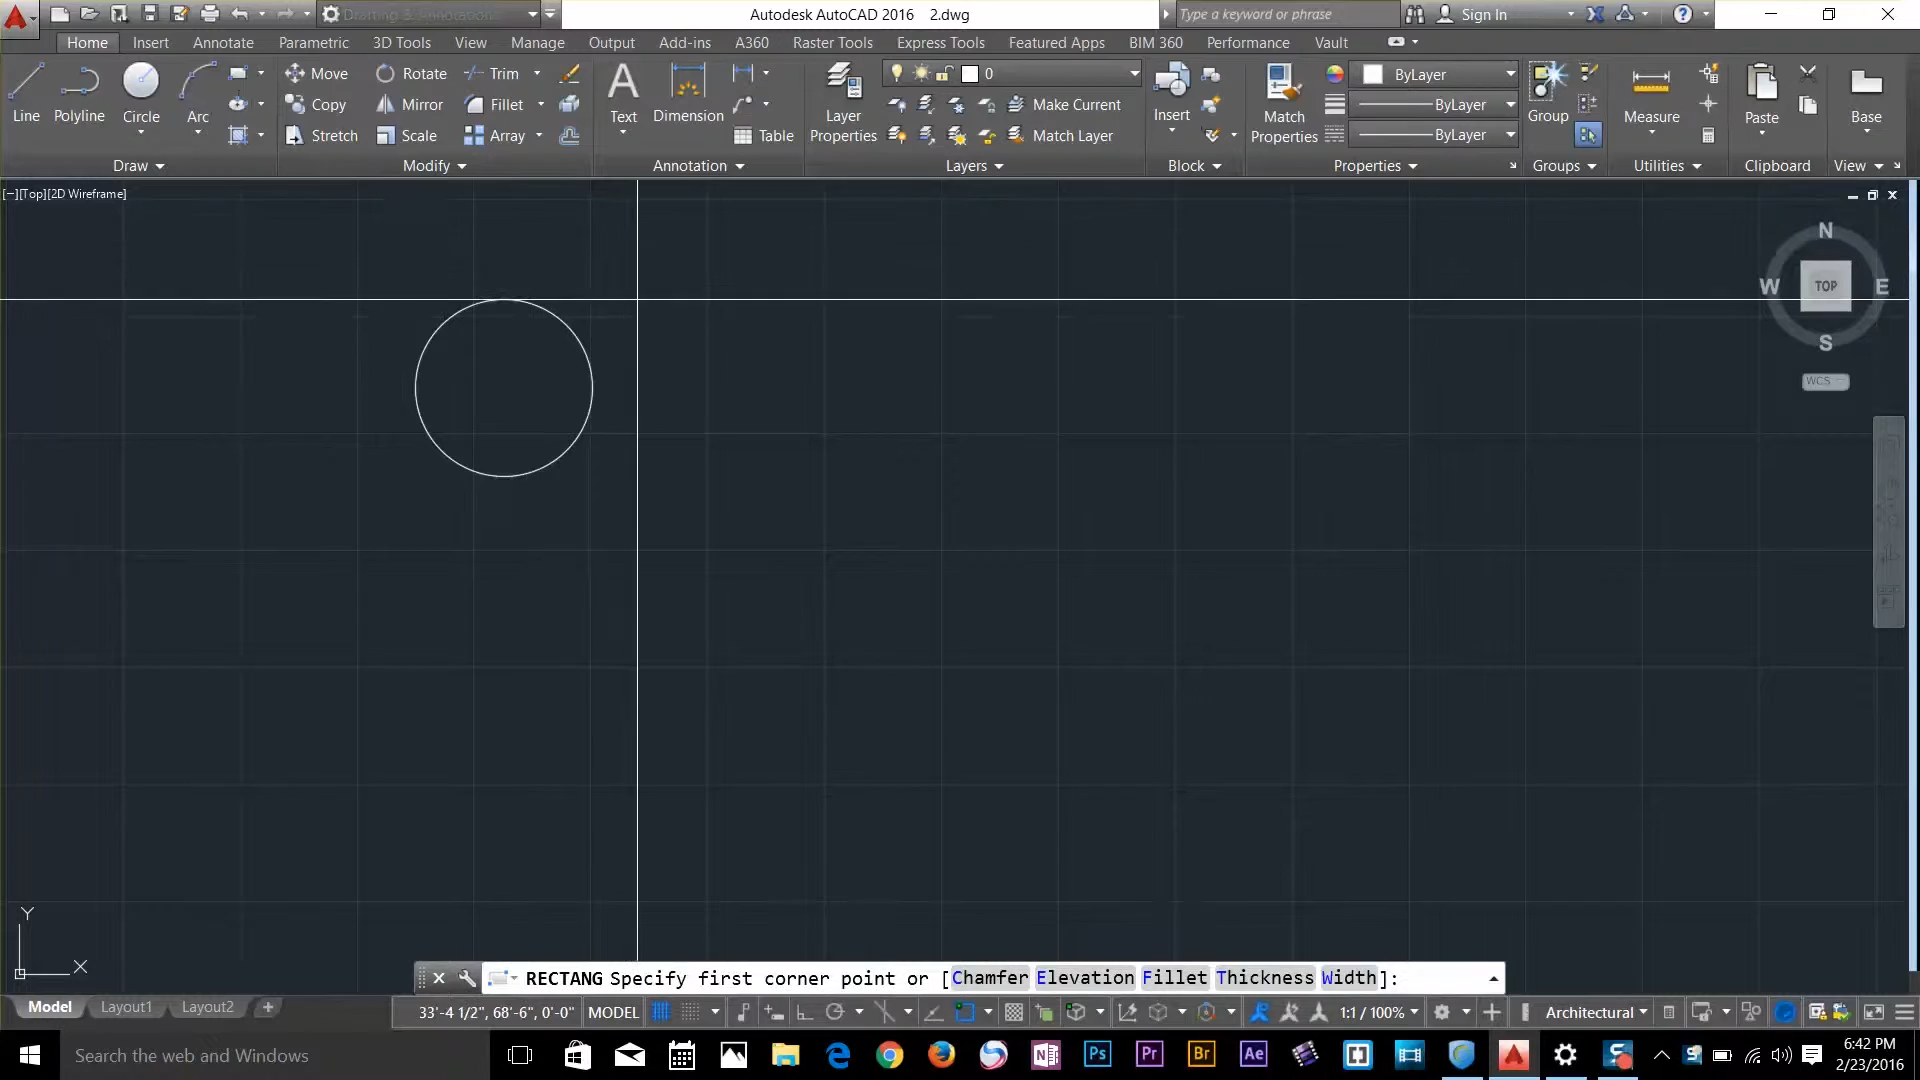 Drafting & Annotation
Autodesk AutoCAD 2016 2.dwg
Type a keyword or phrase
Sign In
Home Insert Annotate Parametric 3D Tools View Manage Output Add-ins A360 Raster Tools Express Tools Featured Apps BIM 360 Performance Vault
Line Polyline Circle Arc
Move Rotate Trim
Copy Mirror Fillet
Stretch Scale Array
Text Dimension Table
Layer Properties
0
Make Current
Match Layer
Insert
Match Properties
ByLayer
ByLayer
ByLayer
Group
Measure
Paste
Base
Draw Modify Annotation Layers Block Properties Groups Utilities Clipboard View
[−][Top][2D Wireframe]
N
W TOP E
S
WCS
Y
X
RECTANG Specify first corner point or [Chamfer Elevation Fillet Thickness Width]:
Model Layout1 Layout2 +
33'-4 1/2", 68'-6", 0'-0" MODEL
1:1 / 100%
Architectural
Search the web and Windows
Ps Pr Br Ae
6:42 PM
2/23/2016